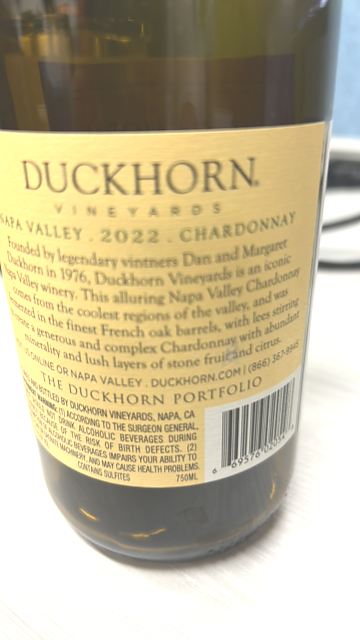 DUCKHORN.
VINEYARDS
NAPA VALLEY . 2022 . CHARDONNAY
Founded by legendary vintners Dan and Margaret
Duckhorn in 1976, Duckhorn Vineyards is an iconic
Napa Valley winery. This alluring Napa Valley Chardonnay
comes from the coolest regions of the valley, and was
fermented in the finest French oak barrels, with lees stirring
create a generous and complex Chardonnay with abundant
minerality and lush layers of stone fruit and citrus.
US ONLINE OR NAPA VALLEY . DUCKHORN.COM | (866) 367-9945
THE DUCKHORN PORTFOLIO
AND BOTTLED BY DUCKHORN VINEYARDS, NAPA, CA
WARNING: (1) ACCORDING TO THE SURGEON GENERAL,
NOT DRINK ALCOHOLIC BEVERAGES DURING
OF THE RISK OF BIRTH DEFECTS. (2)
ALCOHOLIC BEVERAGES IMPAIRS YOUR ABILITY TO
MACHINERY, AND MAY CAUSE HEALTH PROBLEMS.
CONTAINS SULFITES 750ML